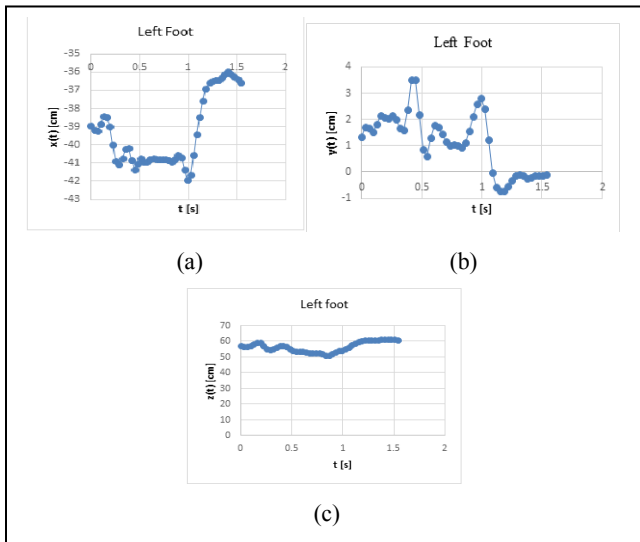 Left Foot
-35
0 0.5 1 1.5 2
-36
-37
-38
-39
-40
-41
-42
-43
x(t) [cm]
t [s]
(a)
Left Foot
4
3
2
1
0
-1
0 0.5 1 1.5 2
y(t) [cm]
t [s]
(b)
Left foot
70
60
50
40
30
20
10
0
0 0.5 1 1.5 2
z(t) [cm]
t [s]
(c)